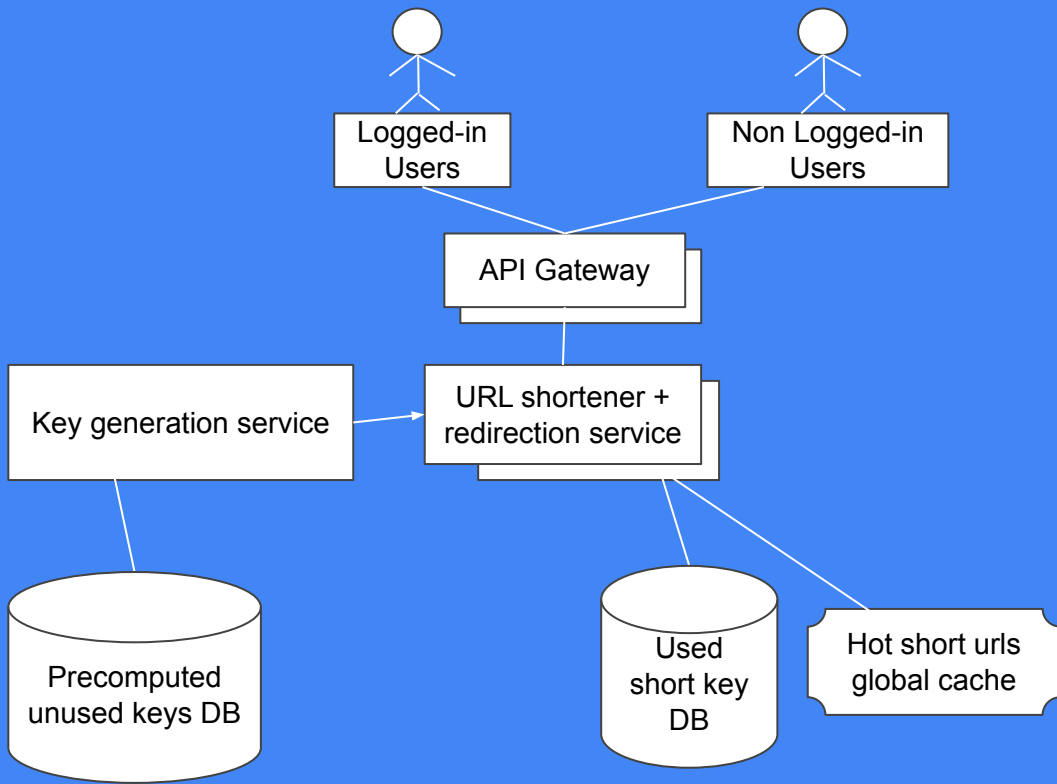 Logged-in
Users
Non Logged-in
Users
API Gateway
Key generation service
URL shortener +
redirection service
Precomputed
unused keys DB
Used
short key
DB
Hot short urls
global cache